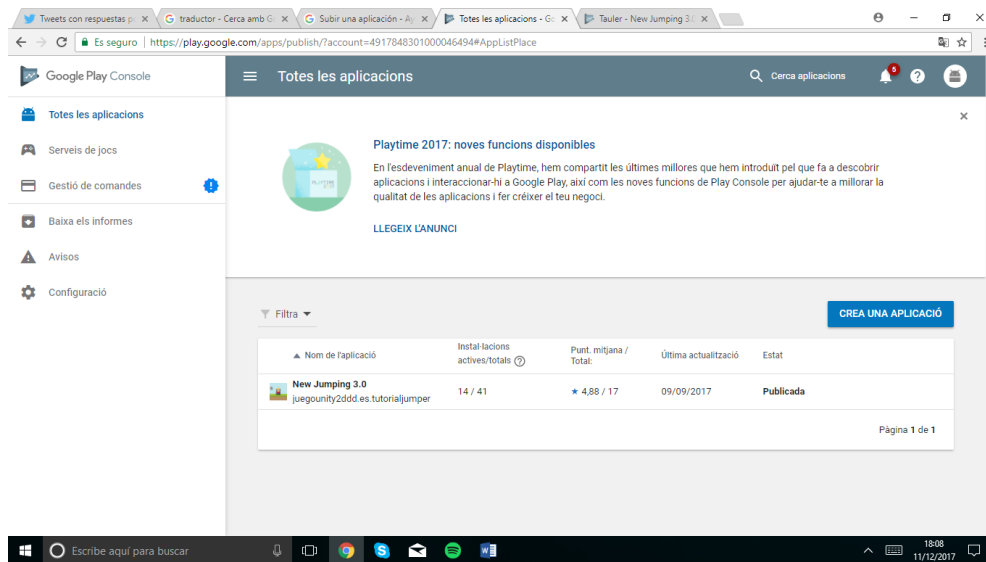 Tweets con respuestas po
traductor - Cerca amb Go
Subir una aplicación - Ay
Totes les aplicacions - Go
Tauler - New Jumping 3.0
Es seguro
https://play.google.com/apps/publish/?account=4917848301000046494#AppListPlace
Google Play Console
Totes les aplicacions
Cerca aplicacions
Totes les aplicacions
Serveis de jocs
Gestió de comandes
Baixa els informes
Avisos
Configuració
Playtime 2017: noves funcions disponibles
En l'esdeveniment anual de Playtime, hem compartit les últimes millores que hem introduït pel que fa a descobrir
aplicacions i interaccionar-hi a Google Play, així com les noves funcions de Play Console per ajudar-te a millorar la
qualitat de les aplicacions i fer créixer el teu negoci.
LLEGEIX L'ANUNCI
Filtra
CREA UNA APLICACIÓ
Nom de l'aplicació
Instal·lacions
actives/totals
Punt. mitjana /
Total:
Última actualització
Estat
New Jumping 3.0
juegounity2ddd.es.tutorialjumper
14 / 41
4,88 / 17
09/09/2017
Publicada
Pàgina 1 de 1
Escribe aquí para buscar
18:08
11/12/2017